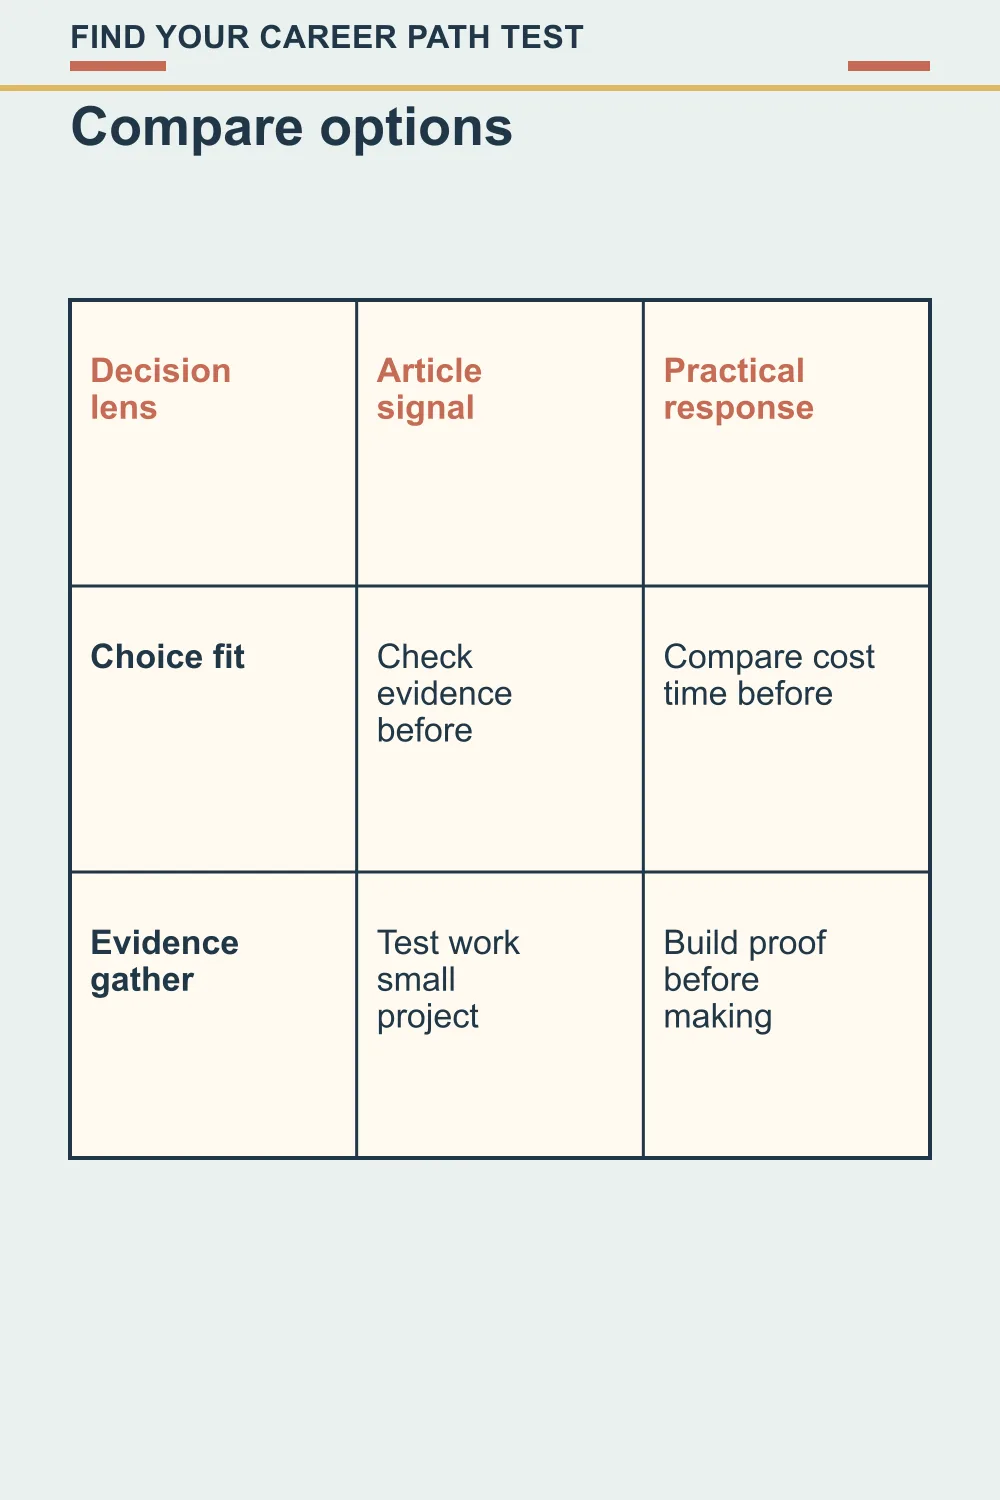 FIND YOUR CAREER PATH TEST
Compare options
Decision
lens
Article
signal
Practical
response
Choice fit
Check
evidence
before
Compare cost
time before
Evidence
gather
Test work
small
project
Build proof
before
making